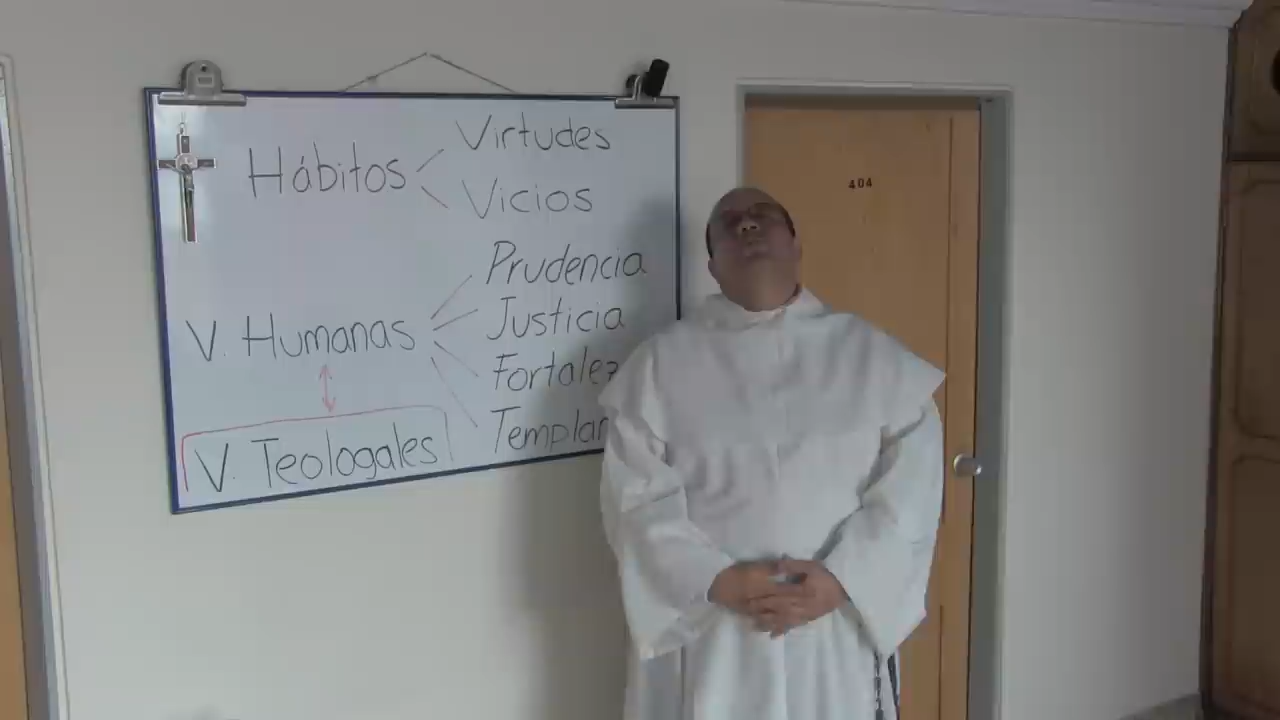 Hábitos
Virtudes
Vicios
V. Humanas
Prudencia
Justicia
Fortalez
Templan
V. Teologales
404